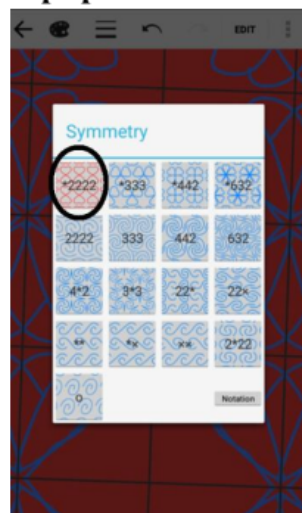 EDIT
Symmetry
*2222 *333 *442 *632
2222 333 442 632
4*2 3*3 22* 22×
** *× ×× 2*22
o
Notation